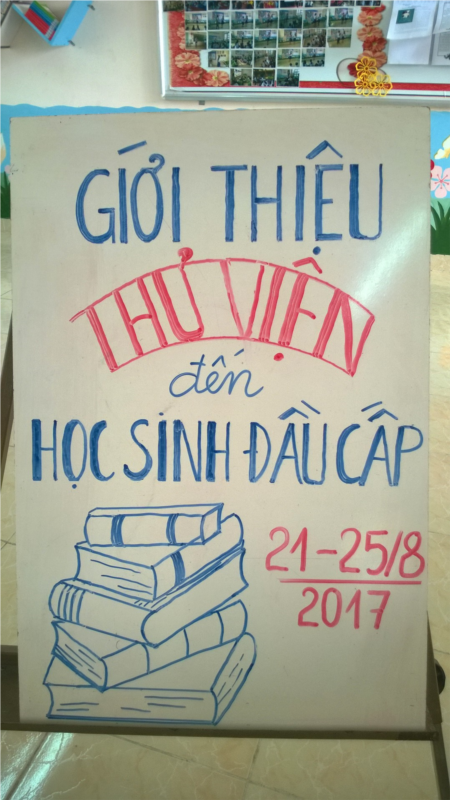 GIỚI THIỆU
THƯ VIỆN
đến
HỌC SINH ĐẦU CẤP
21-25/8
2017